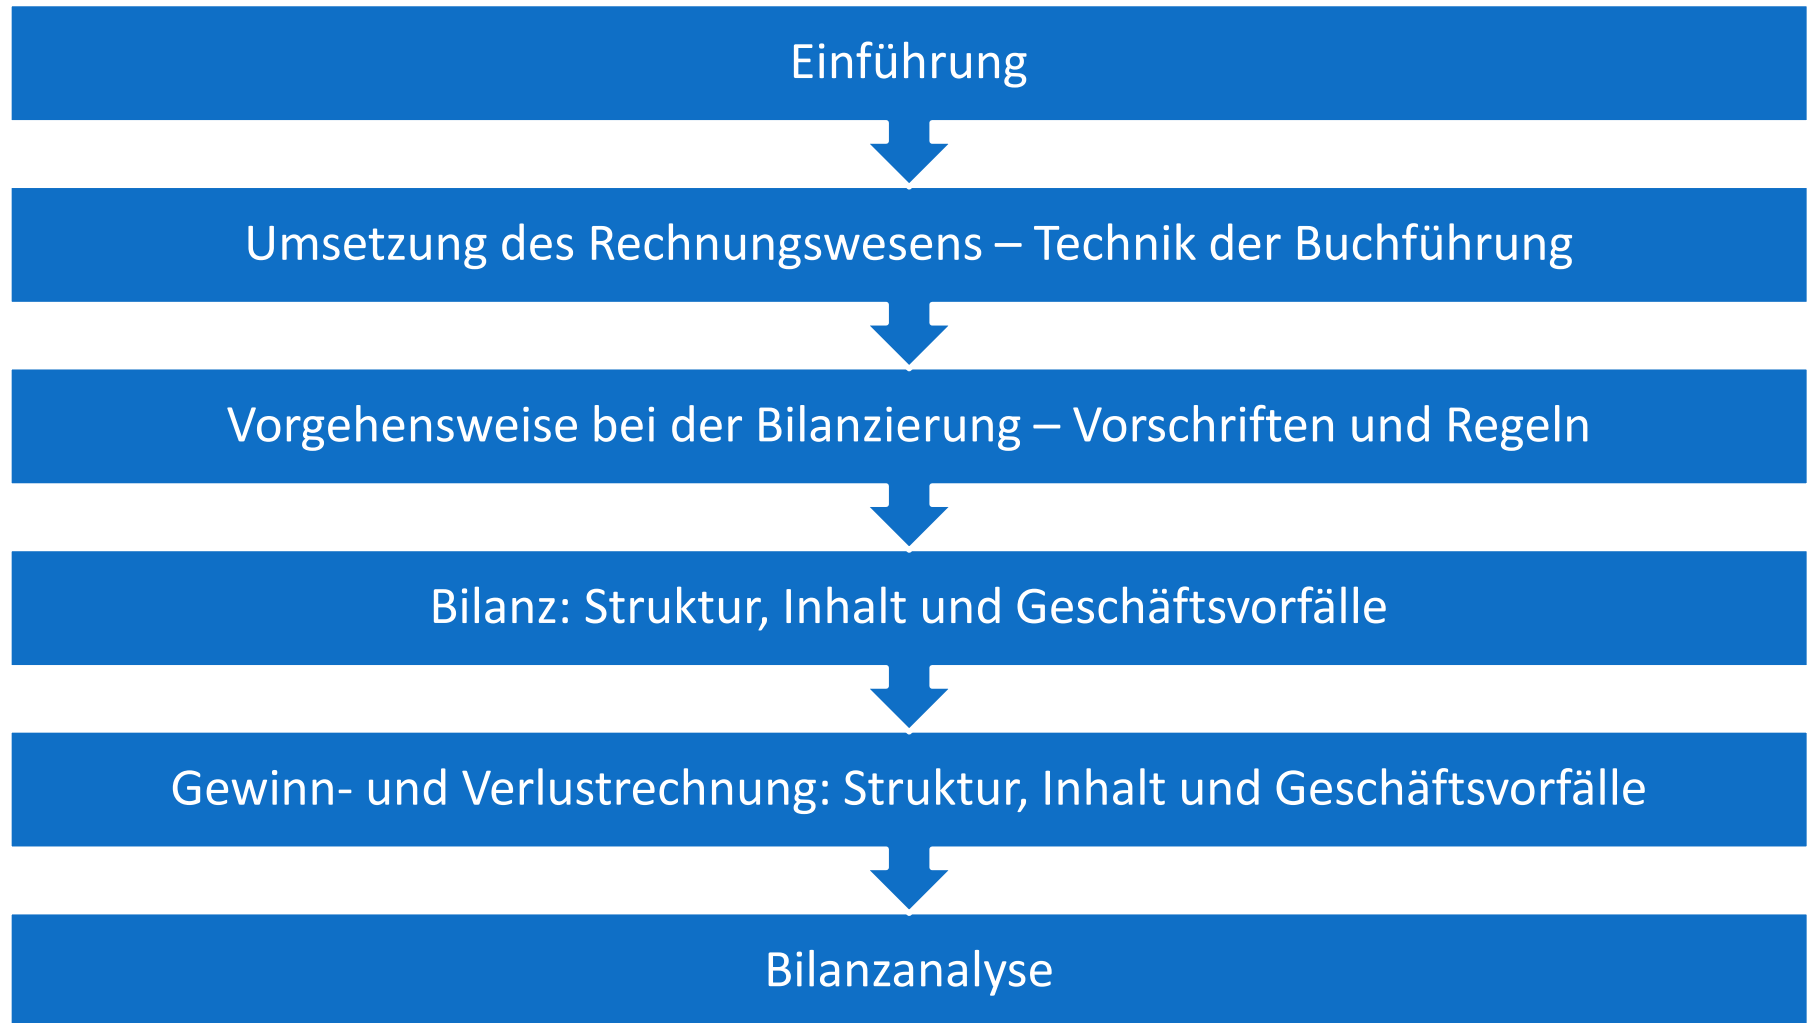 Einführung
Umsetzung des Rechnungswesens – Technik der Buchführung
Vorgehensweise bei der Bilanzierung – Vorschriften und Regeln
Bilanz: Struktur, Inhalt und Geschäftsvorfälle
Gewinn- und Verlustrechnung: Struktur, Inhalt und Geschäftsvorfälle
Bilanzanalyse